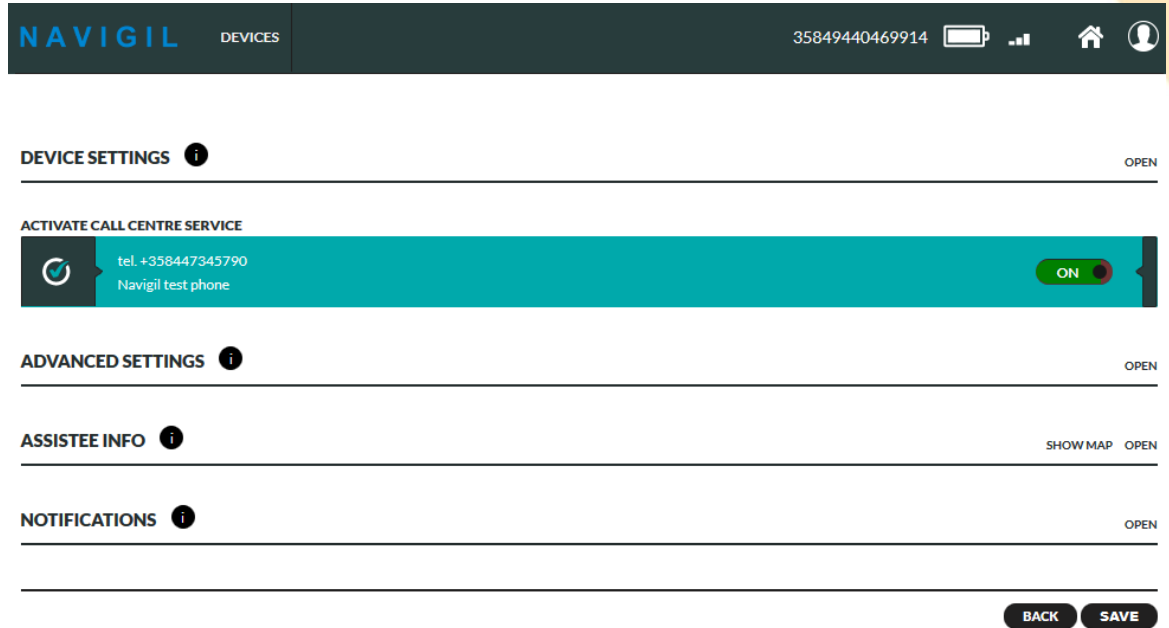 NAVIGIL DEVICES 35849440469914
DEVICE SETTINGS i OPEN
ACTIVATE CALL CENTRE SERVICE
tel. +358447345790
Navigil test phone
ON
ADVANCED SETTINGS i OPEN
ASSISTEE INFO i SHOW MAP OPEN
NOTIFICATIONS i OPEN
BACK SAVE